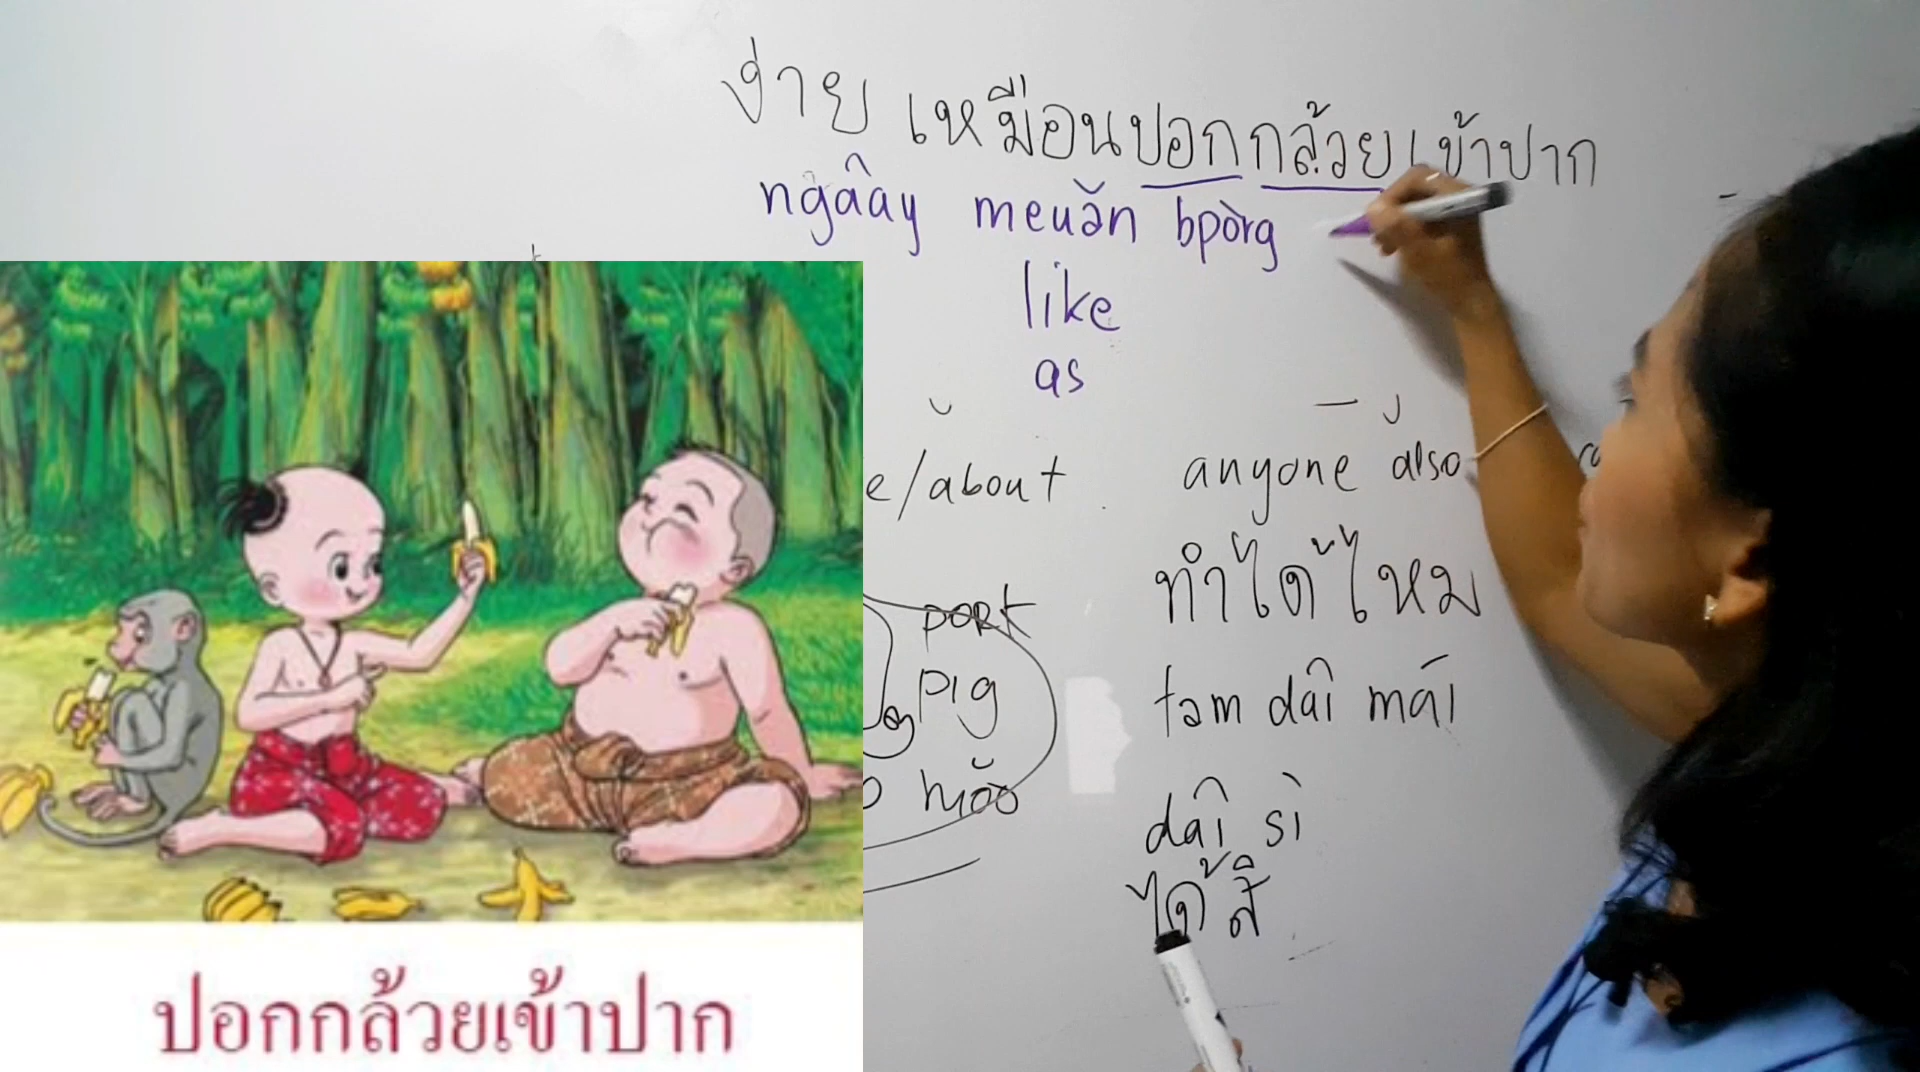 ง่าย เหมือนปอกกล้วยเข้าปาก
ngâay meuǎn bpòrg
like
as
e/about anyone also
ทำได้ไหม
tam dâi mái
pork
pig
mǒo
dâi sì
ได้สิ
ปอกกล้วยเข้าปาก